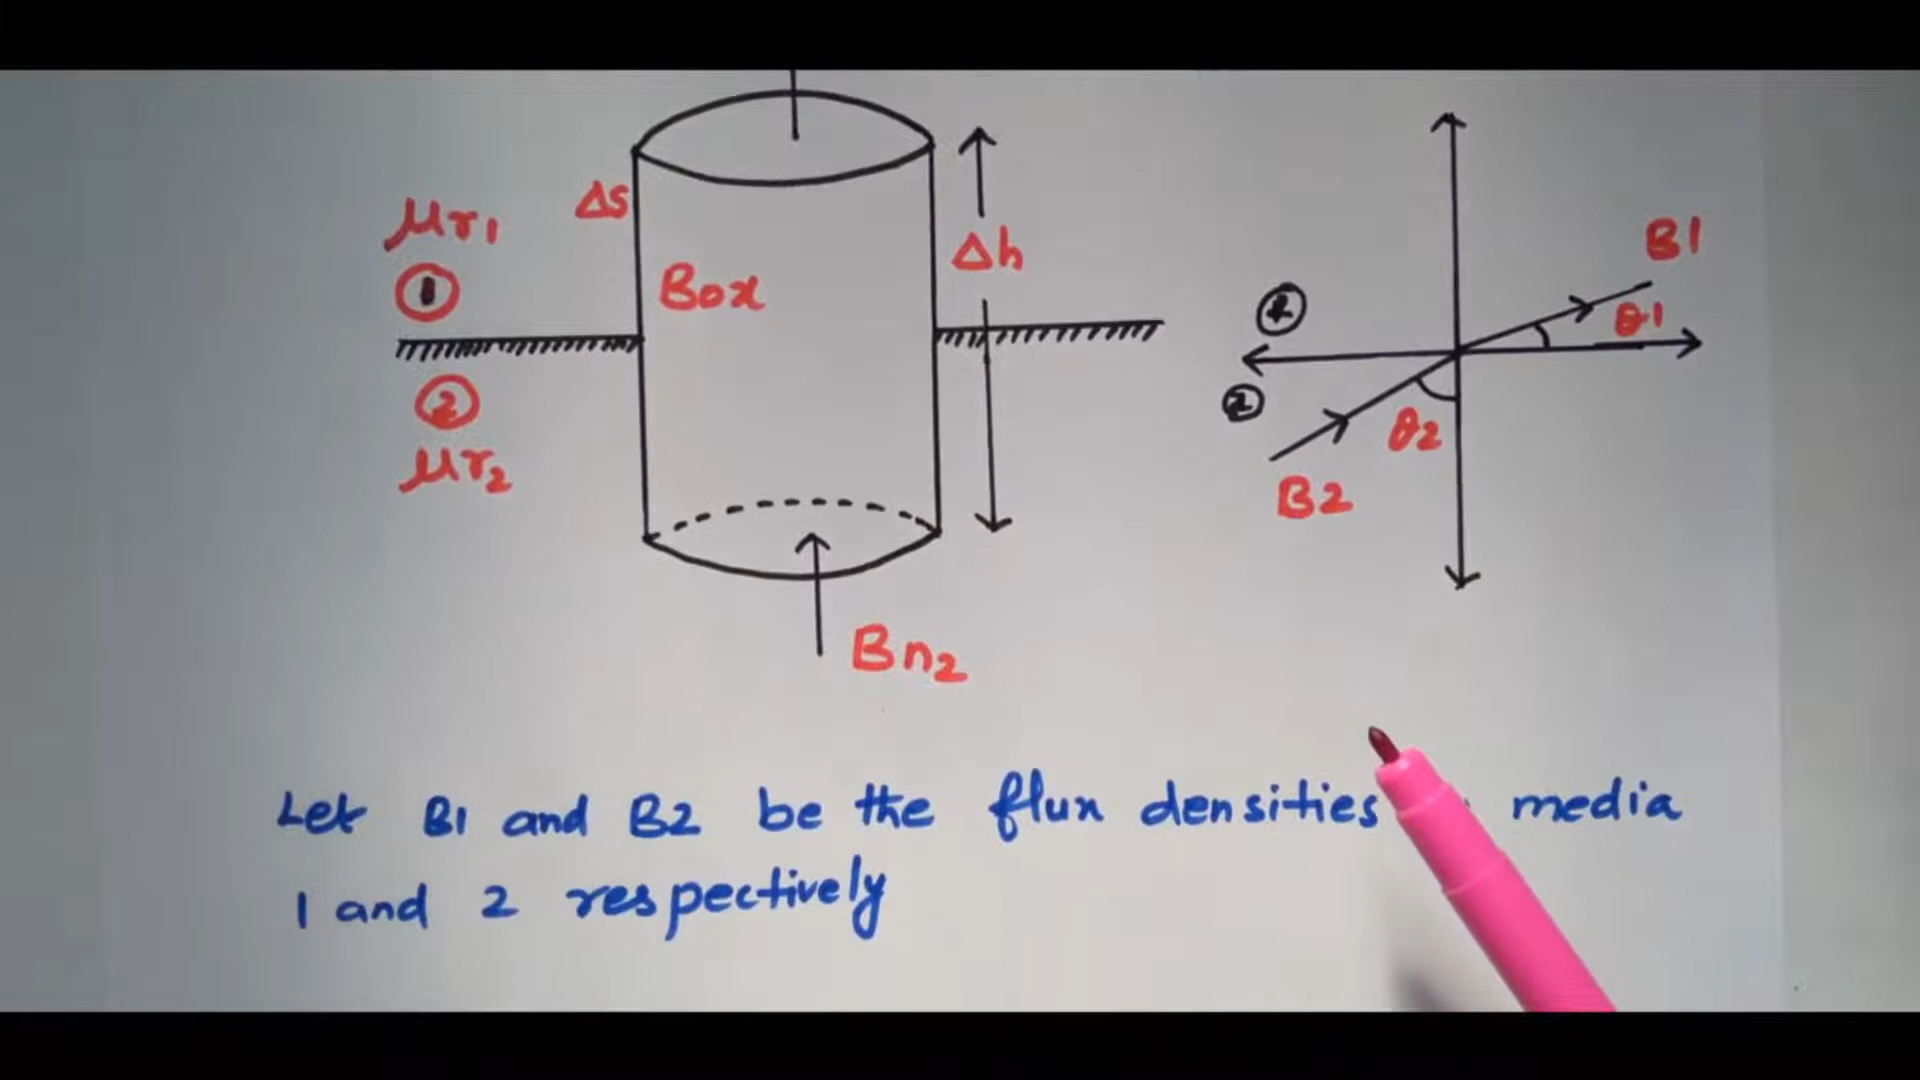 μr1
1
ΔS
Box
Δh
2
μr2
Bn2
B1
θ1
2
θ2
B2
Let B1 and B2 be the flux densities media
1 and 2 respectively